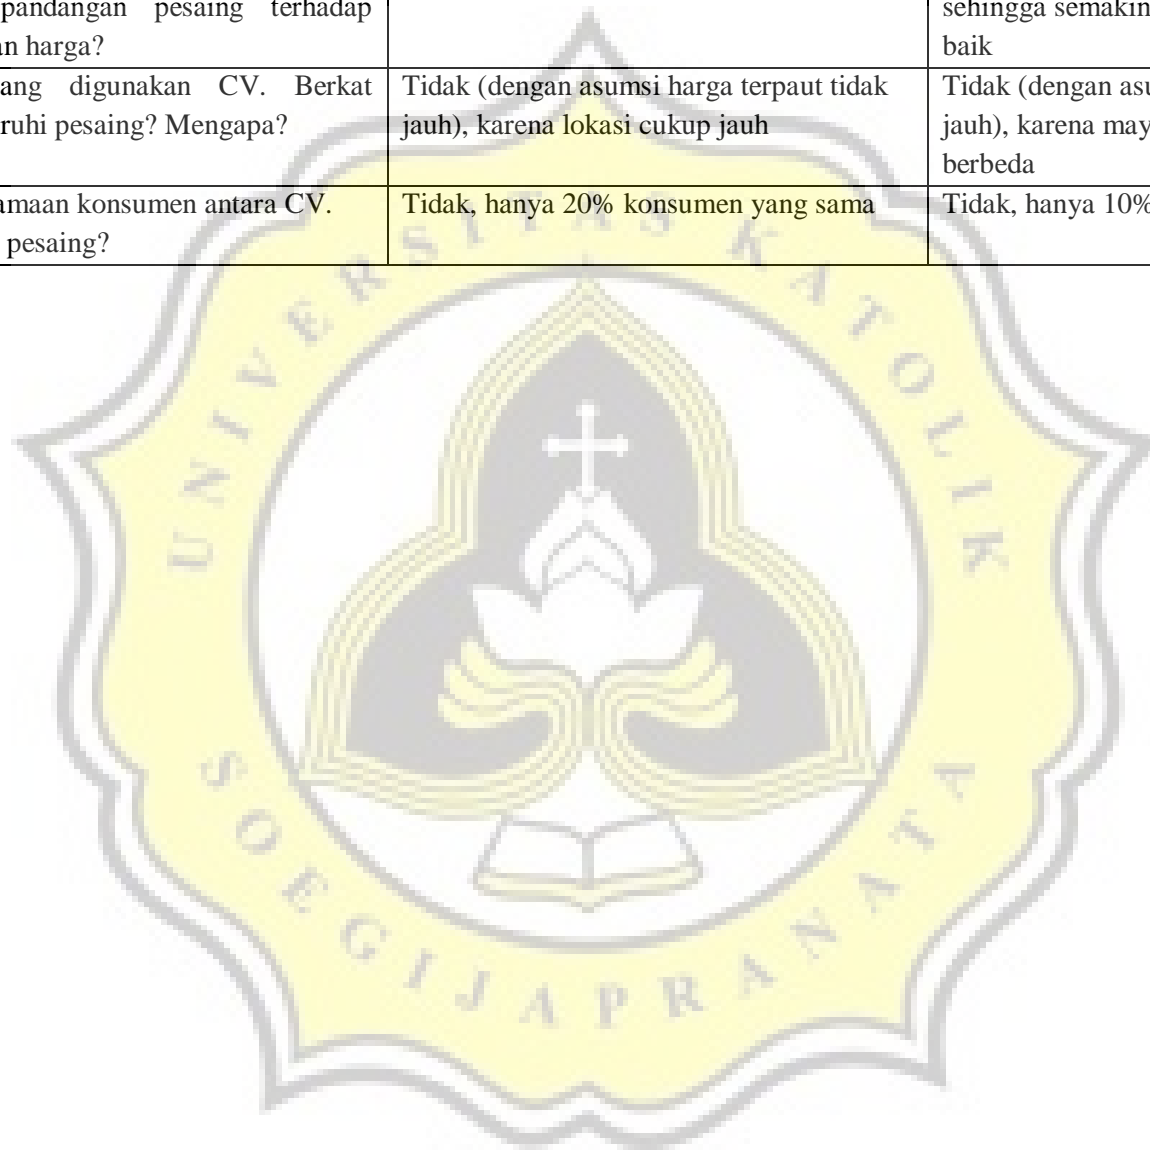 pandangan pesaing terhadap
an harga?
sehingga semakin
baik
ang digunakan CV. Berkat
ruhi pesaing? Mengapa?
Tidak (dengan asumsi harga terpaut tidak
jauh), karena lokasi cukup jauh
Tidak (dengan asu
jauh), karena may
berbeda
amaan konsumen antara CV.
pesaing?
Tidak, hanya 20% konsumen yang sama
Tidak, hanya 10%
UNIVERSITAS KATOLIK
SOEGIJAPRANATA